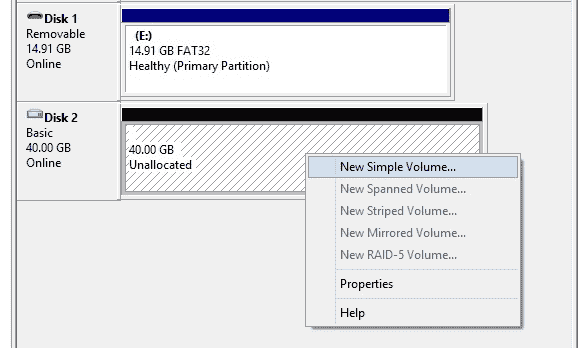 Disk 1
Removable
14.91 GB
Online
(E:)
14.91 GB FAT32
Healthy (Primary Partition)
Disk 2
Basic
40.00 GB
Online
40.00 GB
Unallocated
New Simple Volume...
New Spanned Volume...
New Striped Volume...
New Mirrored Volume...
New RAID-5 Volume...
Properties
Help